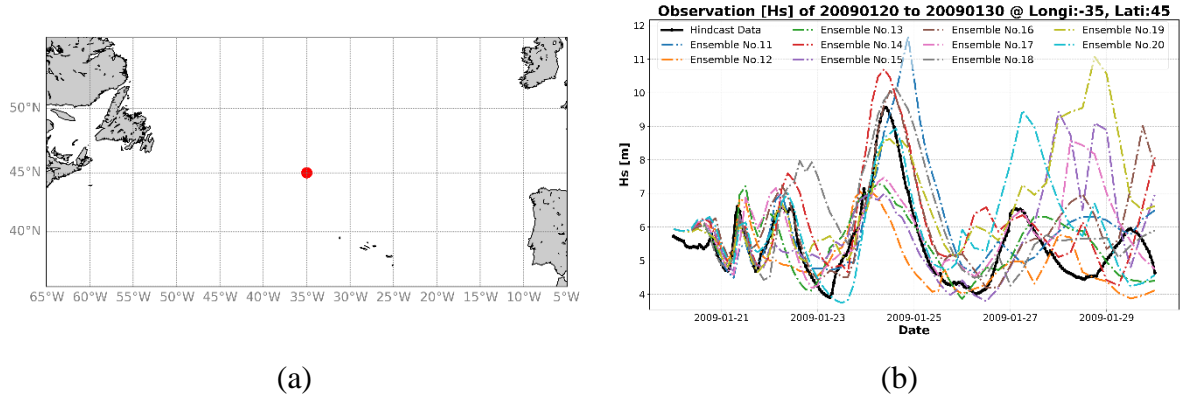 50°N
45°N
40°N
65°W 60°W 55°W 50°W 45°W 40°W 35°W 30°W 25°W 20°W 15°W 10°W 5°W
(a)
Observation [Hs] of 20090120 to 20090130 @ Longi:-35, Lati:45
Hindcast Data
Ensemble No.11
Ensemble No.12
Ensemble No.13
Ensemble No.14
Ensemble No.15
Ensemble No.16
Ensemble No.17
Ensemble No.18
Ensemble No.19
Ensemble No.20
Hs [m]
12
11
10
9
8
7
6
5
4
2009-01-21 2009-01-23 2009-01-25 2009-01-27 2009-01-29
Date
(b)